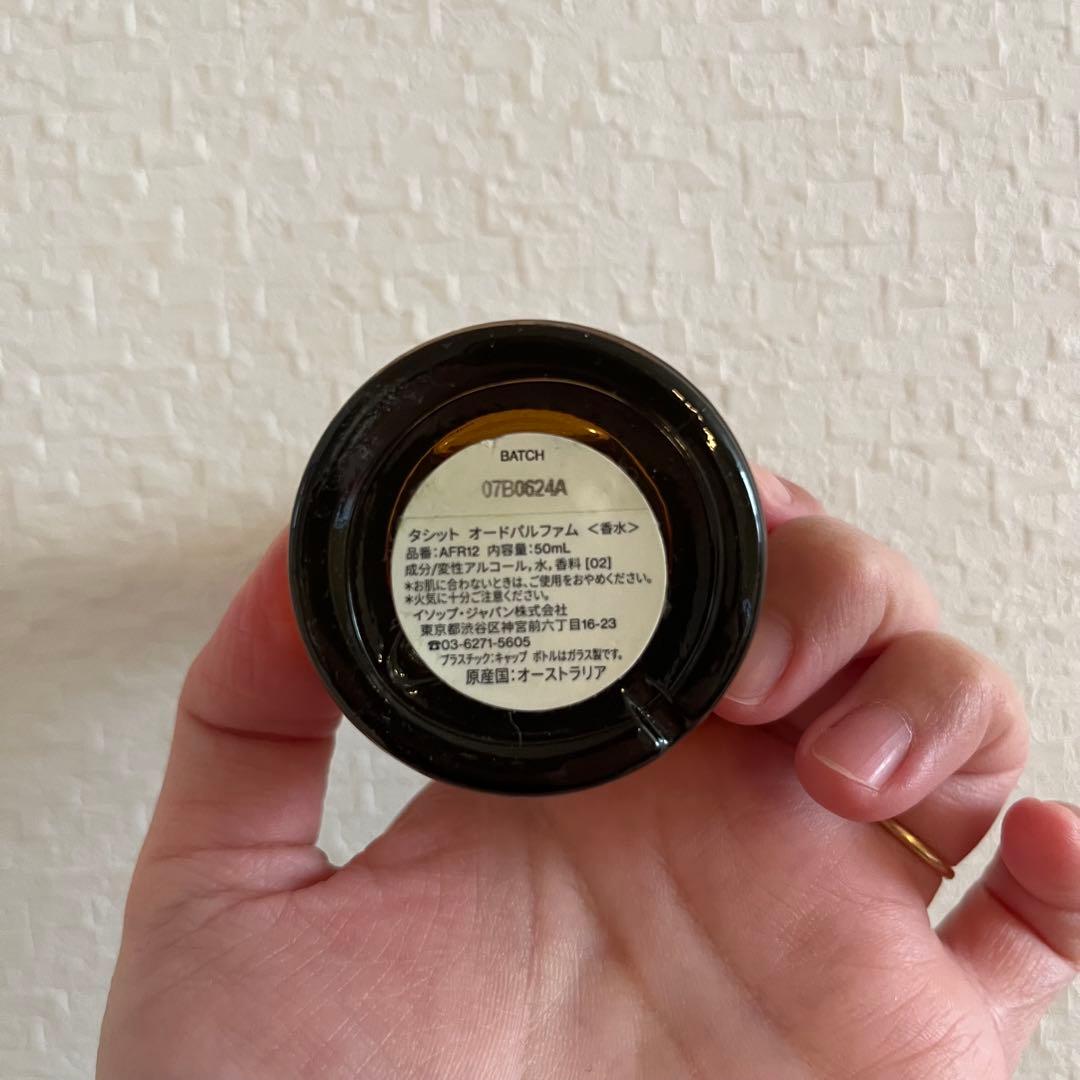 BATCH
07B0624A
タシット オードパルファム <香水>
品番:AFR12 内容量:50mL
成分/変性アルコール,水,香料 [02]
*お肌に合わないときは、ご使用をおやめください。
*火気に十分ご注意ください。
イソップ・ジャパン株式会社
東京都渋谷区神宮前六丁目16-23
☎03-6271-5605
プラスチック:キャップ ボトルはガラス製です。
原産国:オーストラリア